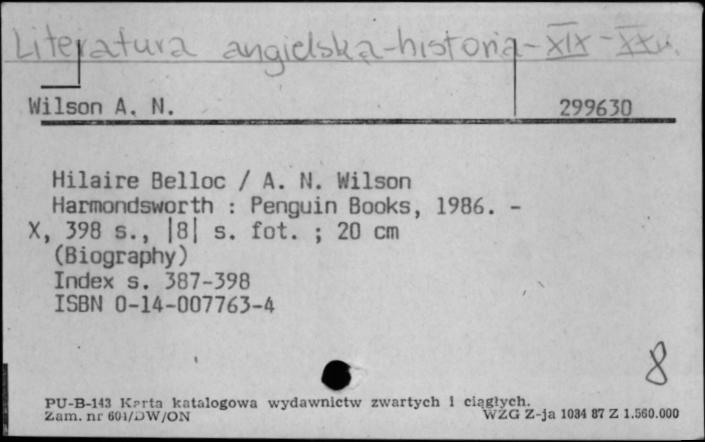 Literatura angielska-historia-XIX-XXw.
Wilson A. N. 299630
Hilaire Belloc / A. N. Wilson
Harmondsworth : Penguin Books, 1986. -
X, 398 s., |8| s. fot. ; 20 cm
(Biography)
Index s. 387-398
ISBN 0-14-007763-4
8
PU-B-143 Karta katalogowa wydawnictw zwartych i ciągłych.
Zam. nr 601/DW/ON WZG Z-ja 1034 87 Z 1.560.000